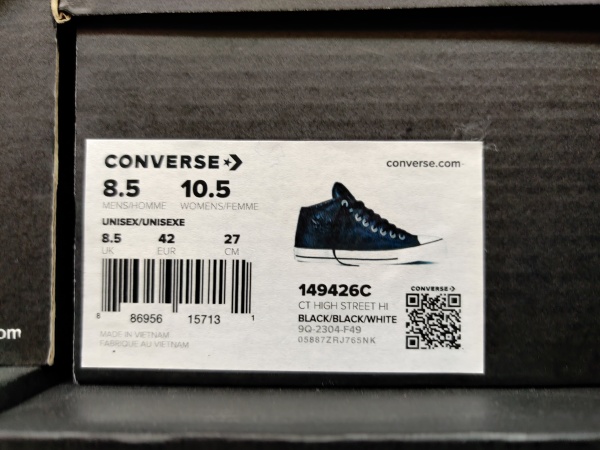 CONVERSE
converse.com
8.5 10.5
MENS/HOMME WOMENS/FEMME
UNISEX/UNISEXE
8.5 42 27
UK EUR CM
8 86956 15713 1
MADE IN VIETNAM
FABRIQUE AU VIETNAM
149426C
CT HIGH STREET HI
BLACK/BLACK/WHITE
9Q-2304-F49
05B87ZRJ765NK
CONVERSE
om